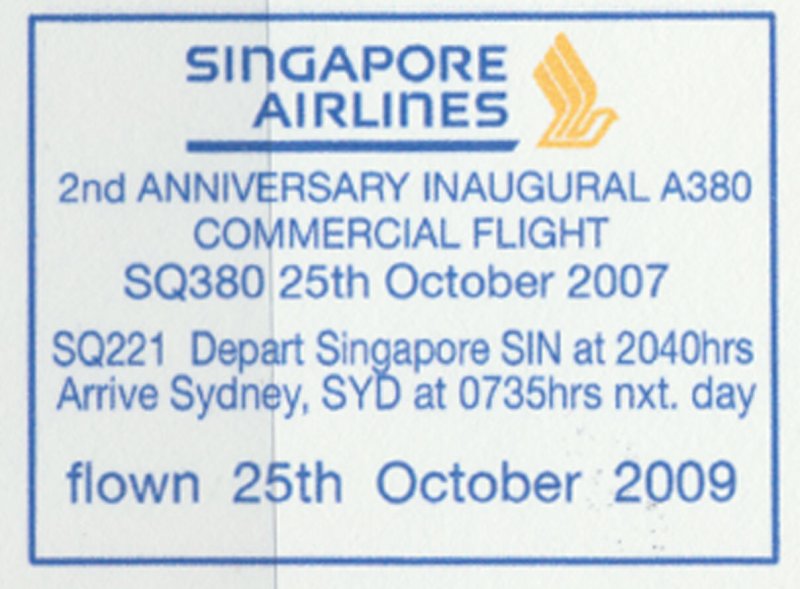 SINGAPORE
AIRLINES
2nd ANNIVERSARY INAUGURAL A380
COMMERCIAL FLIGHT
SQ380 25th October 2007
SQ221 Depart Singapore SIN at 2040hrs
Arrive Sydney, SYD at 0735hrs nxt. day
flown 25th October 2009